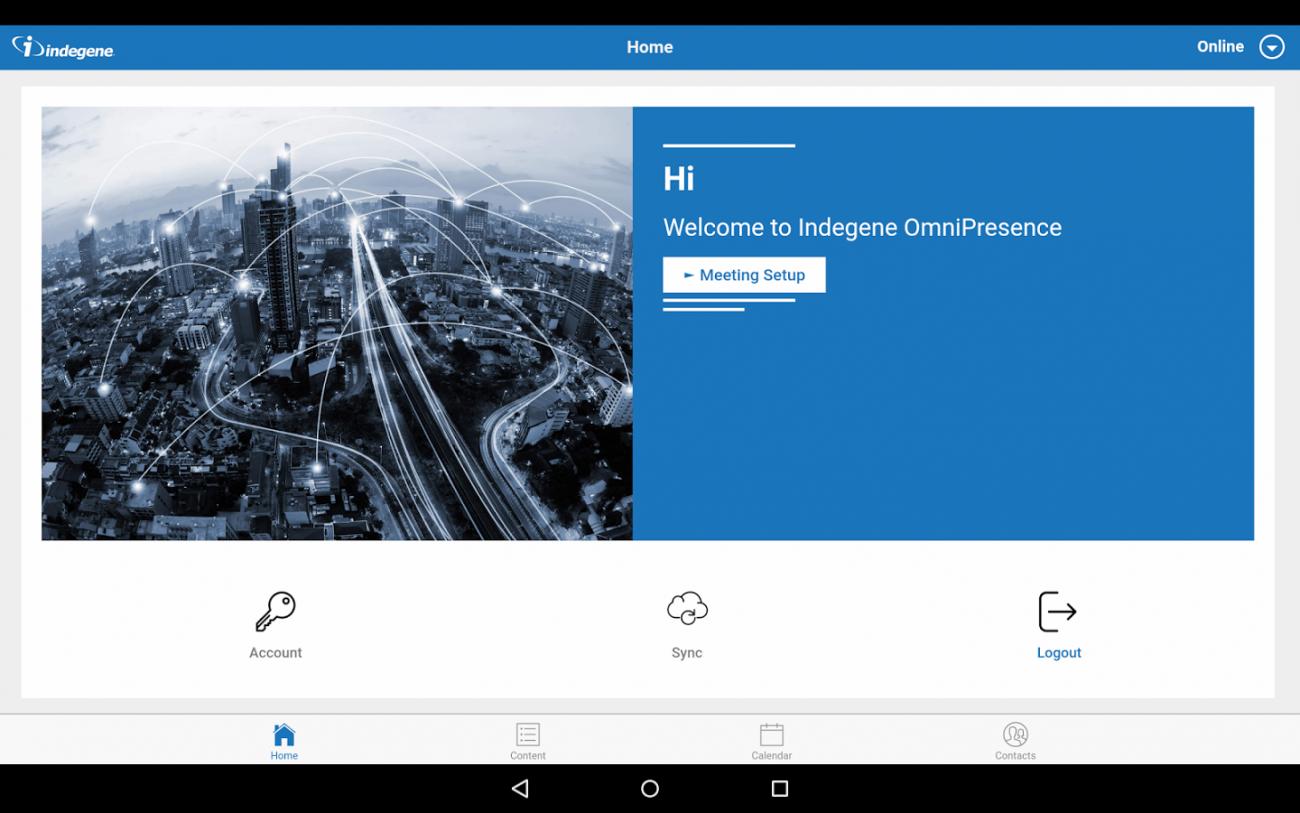 indegene
Home
Online
Hi
Welcome to Indegene OmniPresence
► Meeting Setup
Account
Sync
Logout
Home
Content
Calendar
Contacts